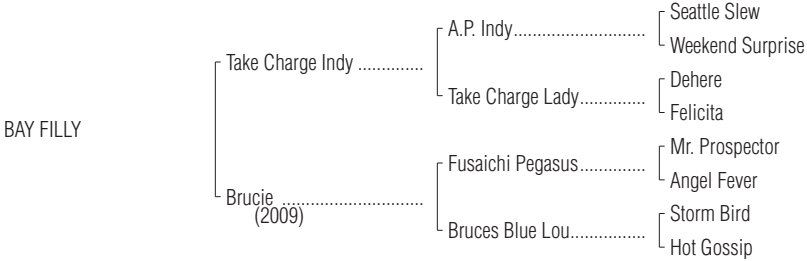 Seattle Slew
A.P. Indy............................
Weekend Surprise
Take Charge Indy ..............
Dehere
Take Charge Lady..............
Felicita
BAY FILLY
Mr. Prospector
Fusaichi Pegasus..............
Angel Fever
Brucie ..............................
(2009)
Storm Bird
Bruces Blue Lou................
Hot Gossip